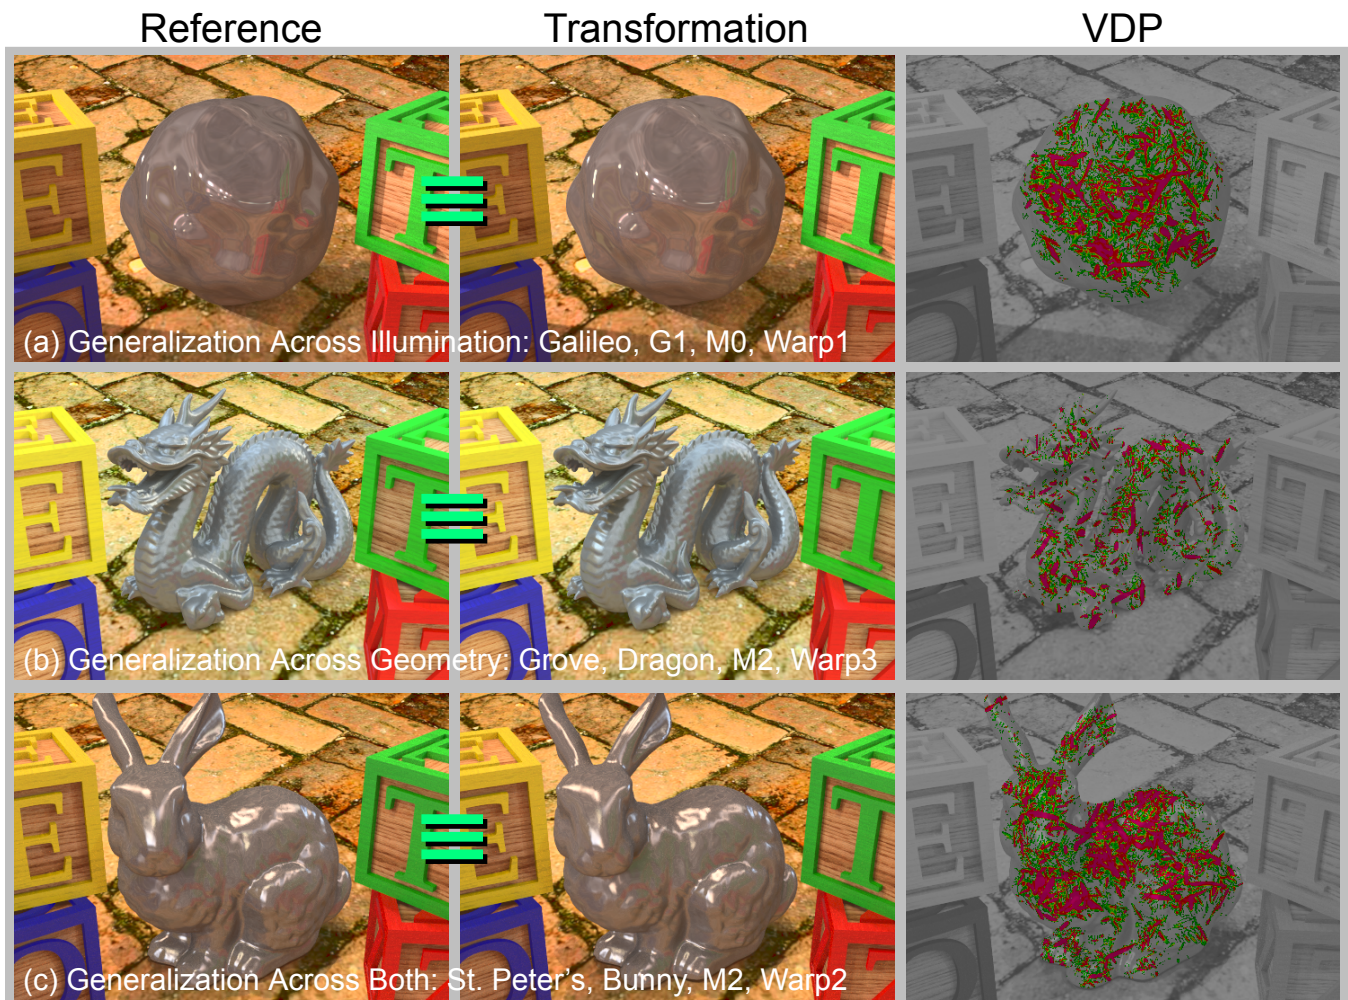 Reference Transformation VDP
E T E T
(a) Generalization Across Illumination: Galileo, G1, M0, Warp1
E T E T
(b) Generalization Across Geometry: Grove, Dragon, M2, Warp3
E T E T
(c) Generalization Across Both: St. Peter's, Bunny, M2, Warp2